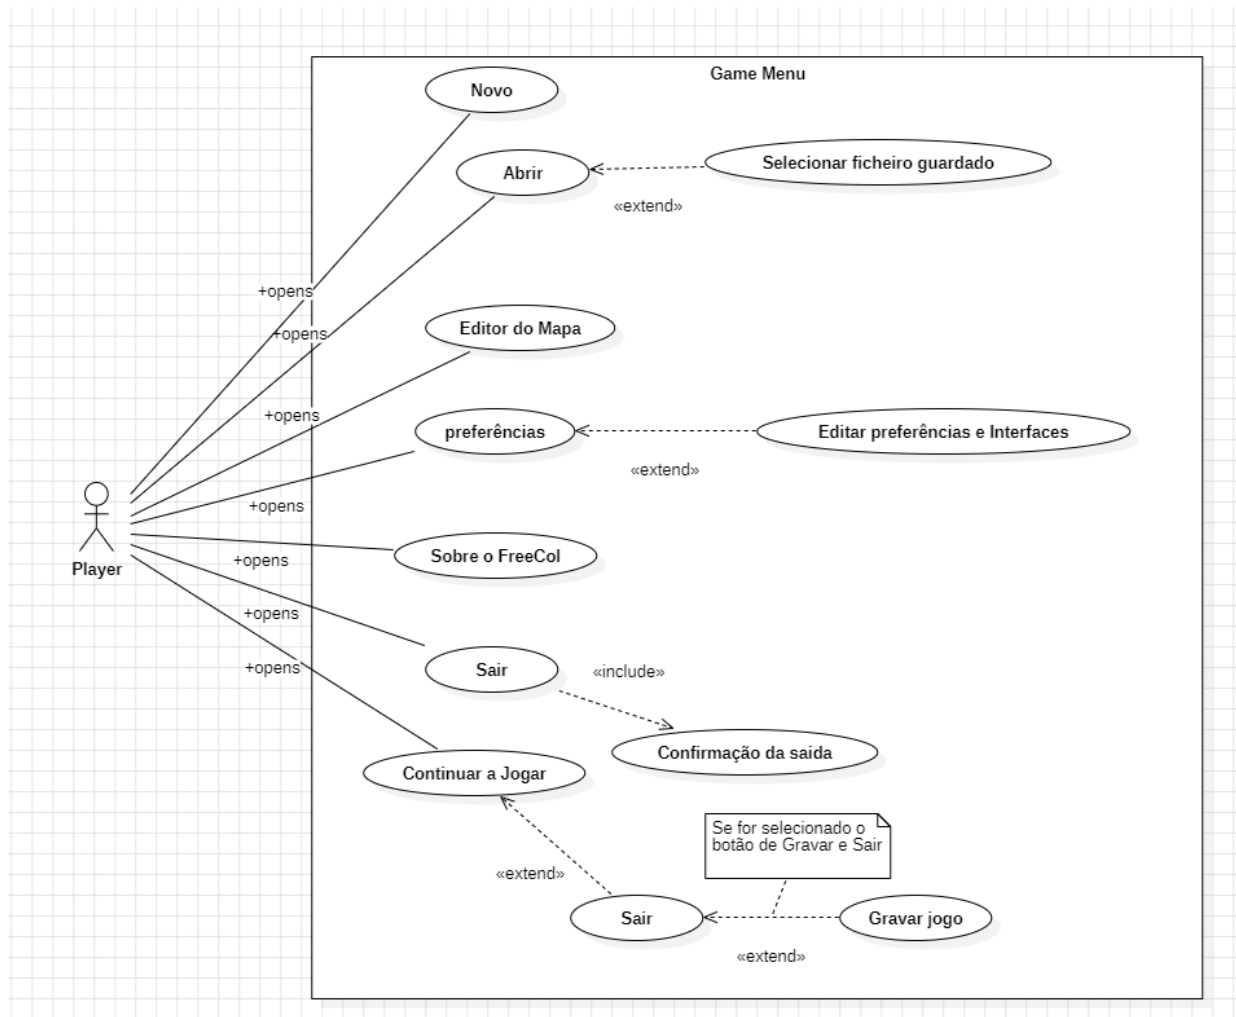 Game Menu
Novo
Abrir
Selecionar ficheiro guardado
«extend»
+opens
+opens
Editor do Mapa
+opens
preferências
Editar preferências e Interfaces
«extend»
+opens
Sobre o FreeCol
+opens
Player
+opens
Sair
«include»
+opens
Confirmação da saida
Continuar a Jogar
Se for selecionado o
botão de Gravar e Sair
«extend»
Sair
Gravar jogo
«extend»